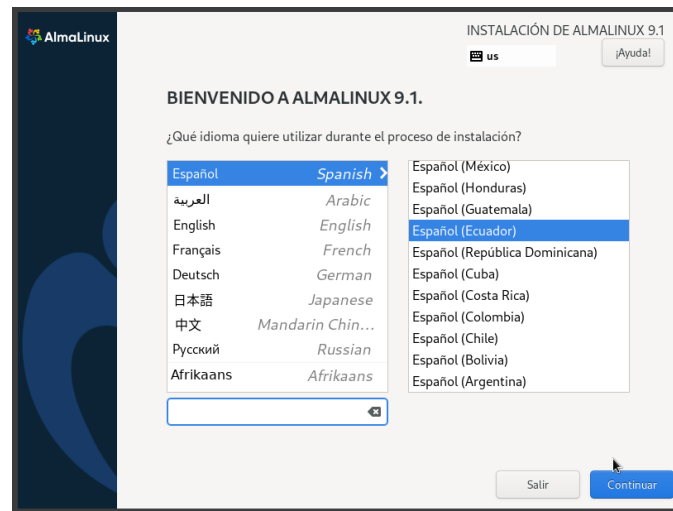 AlmaLinux
INSTALACIÓN DE ALMALINUX 9.1
us
¡Ayuda!
BIENVENIDO A ALMALINUX 9.1.
¿Qué idioma quiere utilizar durante el proceso de instalación?
Español Spanish
العربية Arabic
English English
Français French
Deutsch German
日本語 Japanese
中文 Mandarin Chin...
Русский Russian
Afrikaans Afrikaans
Español (México)
Español (Honduras)
Español (Guatemala)
Español (Ecuador)
Español (República Dominicana)
Español (Cuba)
Español (Costa Rica)
Español (Colombia)
Español (Chile)
Español (Bolivia)
Español (Argentina)
Salir
Continuar